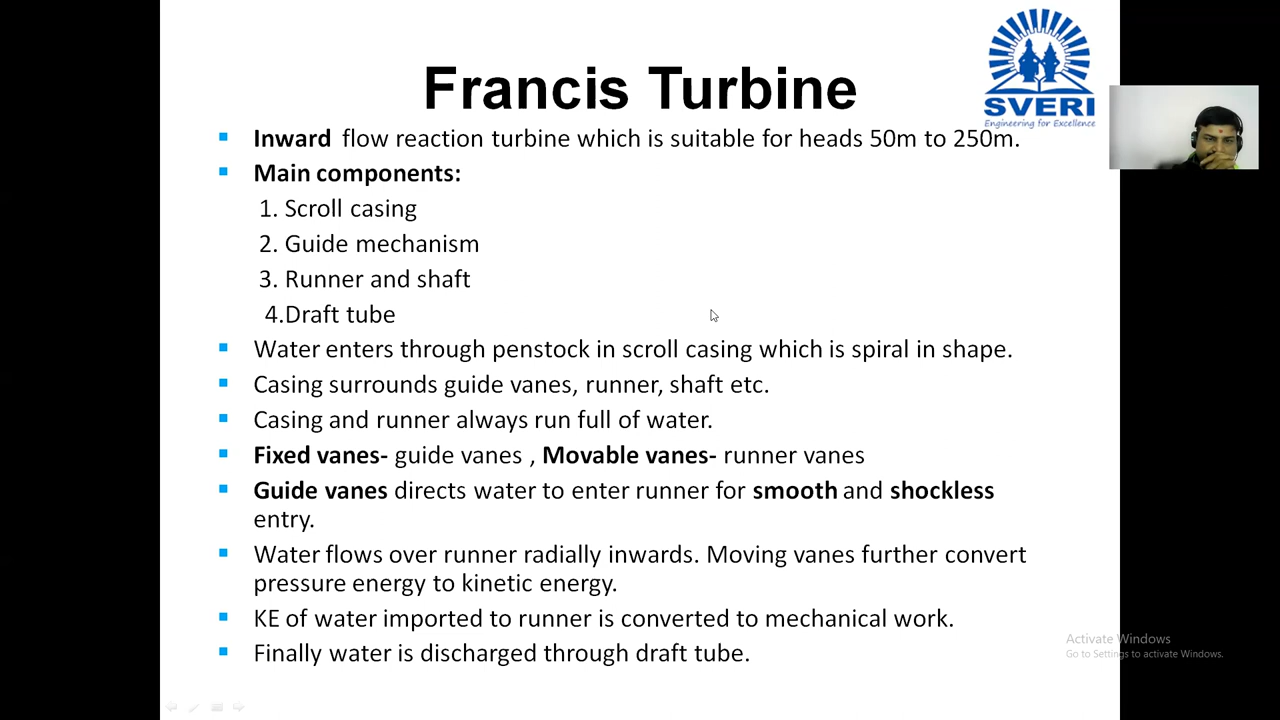 Francis Turbine
SVERI
Engineering for Excellence
Inward flow reaction turbine which is suitable for heads 50m to 250m.
Main components:
1. Scroll casing
2. Guide mechanism
3. Runner and shaft
4.Draft tube
Water enters through penstock in scroll casing which is spiral in shape.
Casing surrounds guide vanes, runner, shaft etc.
Casing and runner always run full of water.
Fixed vanes- guide vanes , Movable vanes- runner vanes
Guide vanes directs water to enter runner for smooth and shockless
entry.
Water flows over runner radially inwards. Moving vanes further convert
pressure energy to kinetic energy.
KE of water imported to runner is converted to mechanical work.
Finally water is discharged through draft tube.
Activate Windows
Go to Settings to activate Windows.